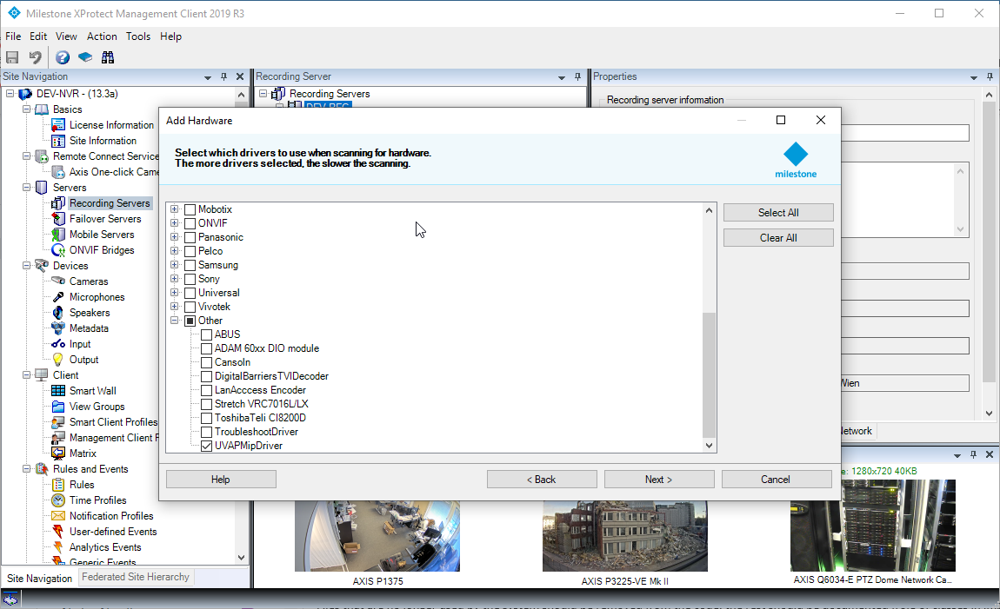 Milestone XProtect Management Client 2019 R3
File Edit View Action Tools Help
Site Navigation
DEV-NVR - (13.3a)
Basics
License Information
Site Information
Remote Connect Service
Axis One-click Came
Servers
Recording Servers
Failover Servers
Mobile Servers
ONVIF Bridges
Devices
Cameras
Microphones
Speakers
Metadata
Input
Output
Client
Smart Wall
View Groups
Smart Client Profiles
Management Client P
Matrix
Rules and Events
Rules
Time Profiles
Notification Profiles
User-defined Events
Analytics Events
Generic Events
Site Navigation
Federated Site Hierarchy
Recording Server
Recording Servers
DEV-REC
Properties
Recording server information
Add Hardware
Select which drivers to use when scanning for hardware.
The more drivers selected, the slower the scanning.
milestone
Mobotix
ONVIF
Panasonic
Pelco
Samsung
Sony
Universal
Vivotek
Other
ABUS
ADAM 60xx DIO module
CansoIn
DigitalBarriersTVIDecoder
LanAcccess Encoder
Stretch VRC7016L/LX
ToshibaTeli CI8200D
TroubleshootDriver
UVAPMipDriver
Select All
Clear All
Help
< Back
Next >
Cancel
Wien
Network
e: 1280x720 40KB
AXIS P1375
AXIS P3225-VE Mk II
AXIS Q6034-E PTZ Dome Network Ca...